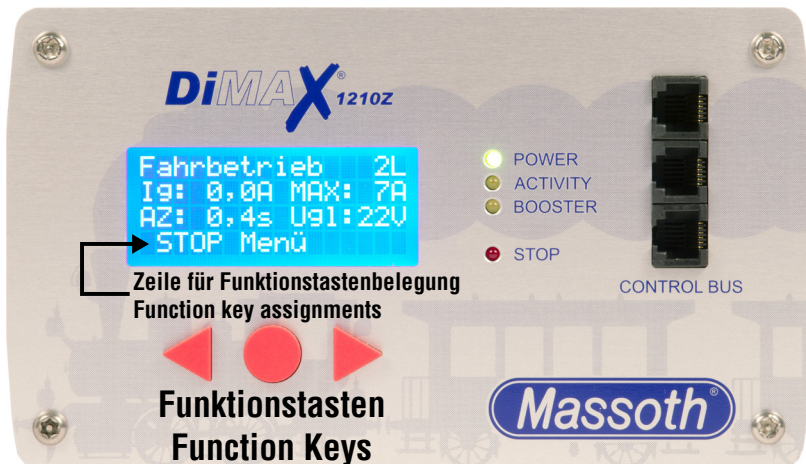 DiMAX® 1210Z
Fahrbetrieb 2L
Ig: 0,0A MAX: 7A
AZ: 0,4s Ugl:22V
STOP Menü
Zeile für Funktionstastenbelegung
Function key assignments
POWER
ACTIVITY
BOOSTER
STOP
CONTROL BUS
Funktionstasten
Function Keys
Massoth®